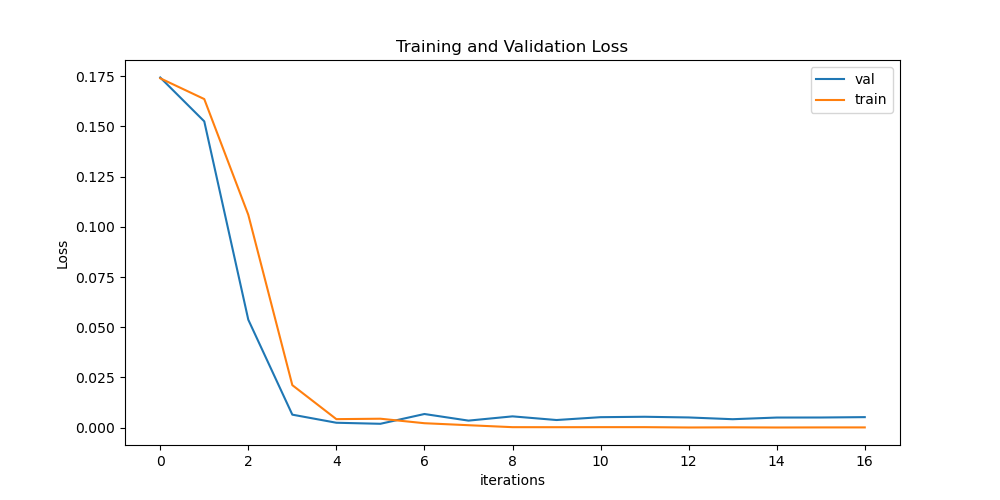 Training and Validation Loss
val
train
0.175
0.150
0.125
0.100
0.075
0.050
0.025
0.000
Loss
0 2 4 6 8 10 12 14 16
iterations